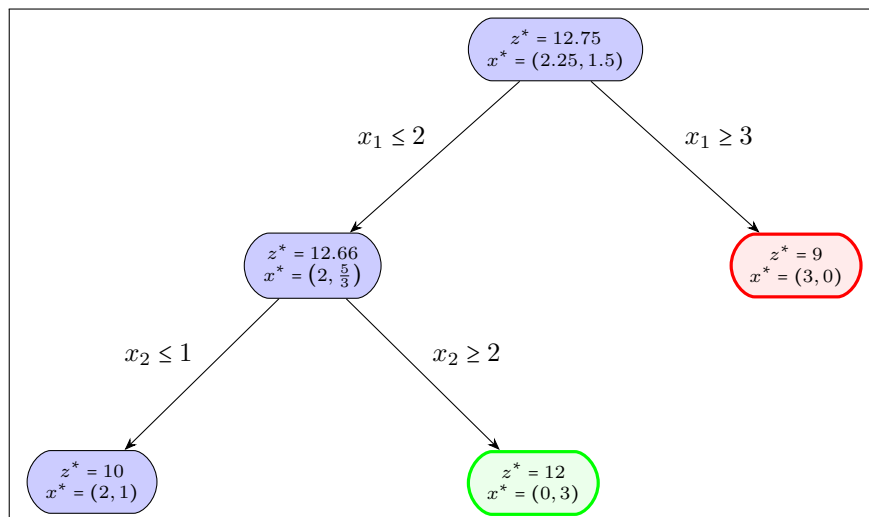 z* = 12.75
x* = (2.25, 1.5)
x₁ ≤ 2
x₁ ≥ 3
z* = 12.66
x* = (2, 5/3)
z* = 9
x* = (3, 0)
x₂ ≤ 1
x₂ ≥ 2
z* = 10
x* = (2, 1)
z* = 12
x* = (0, 3)